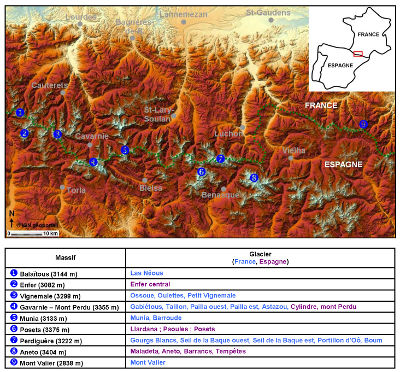 Lourdes
Bagnères
Lannemezan
St-Gaudens
FRANCE
ESPAGNE
Cauterets
St-Lary
Soulan
FRANCE
1
2
3
Gavarnie
Luchon
9
4
5
Vielha
ESPAGNE
6
7
8
Torla
Bielsa
Benasque
N
10 km
Massif
Glacier
(France, Espagne)
1 Balaïtous (3144 m) Las Néous
2 Enfer (3082 m) Enfer central
3 Vignemale (3298 m) Ossoue, Oulettes, Petit Vignemale
4 Gavarnie – Mont Perdu (3355 m) Gabiétous, Taillon, Pailla ouest, Pailla est, Astazou, Cylindre, mont Perdu
5 Munia (3133 m) Munia, Barroude
6 Posets (3376 m) Llardana ; Paoules ; Posets
7 Perdiguère (3222 m) Gourgs Blancs, Seil de la Baque ouest, Seil de la Baque est, Portillon d'Oô, Boum
8 Aneto (3404 m) Maladeta, Aneto, Barrancs, Tempêtes
9 Mont Valier (2838 m) Mont Valier